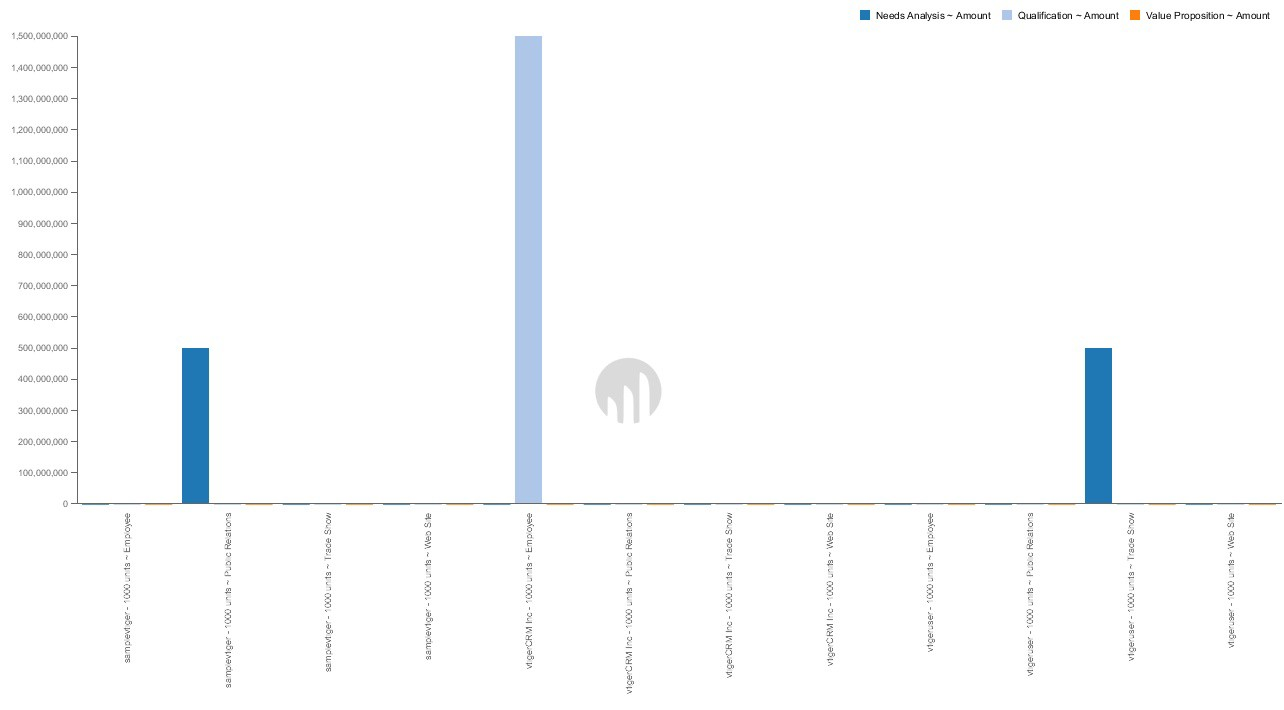 Needs Analysis ~ Amount
Qualification ~ Amount
Value Proposition ~ Amount
1,500,000,000
1,400,000,000
1,300,000,000
1,200,000,000
1,100,000,000
1,000,000,000
900,000,000
800,000,000
700,000,000
600,000,000
500,000,000
400,000,000
300,000,000
200,000,000
100,000,000
0
samplevtiger - 1000 units ~ Employee
samplevtiger - 1000 units ~ Public Relations
samplevtiger - 1000 units ~ Trade Show
samplevtiger - 1000 units ~ Web Site
vtigerCRM Inc - 1000 units ~ Employee
vtigerCRM Inc - 1000 units ~ Public Relations
vtigerCRM Inc - 1000 units ~ Trade Show
vtigerCRM Inc - 1000 units ~ Web Site
vtigeruser - 1000 units ~ Employee
vtigeruser - 1000 units ~ Public Relations
vtigeruser - 1000 units ~ Trade Show
vtigeruser - 1000 units ~ Web Site